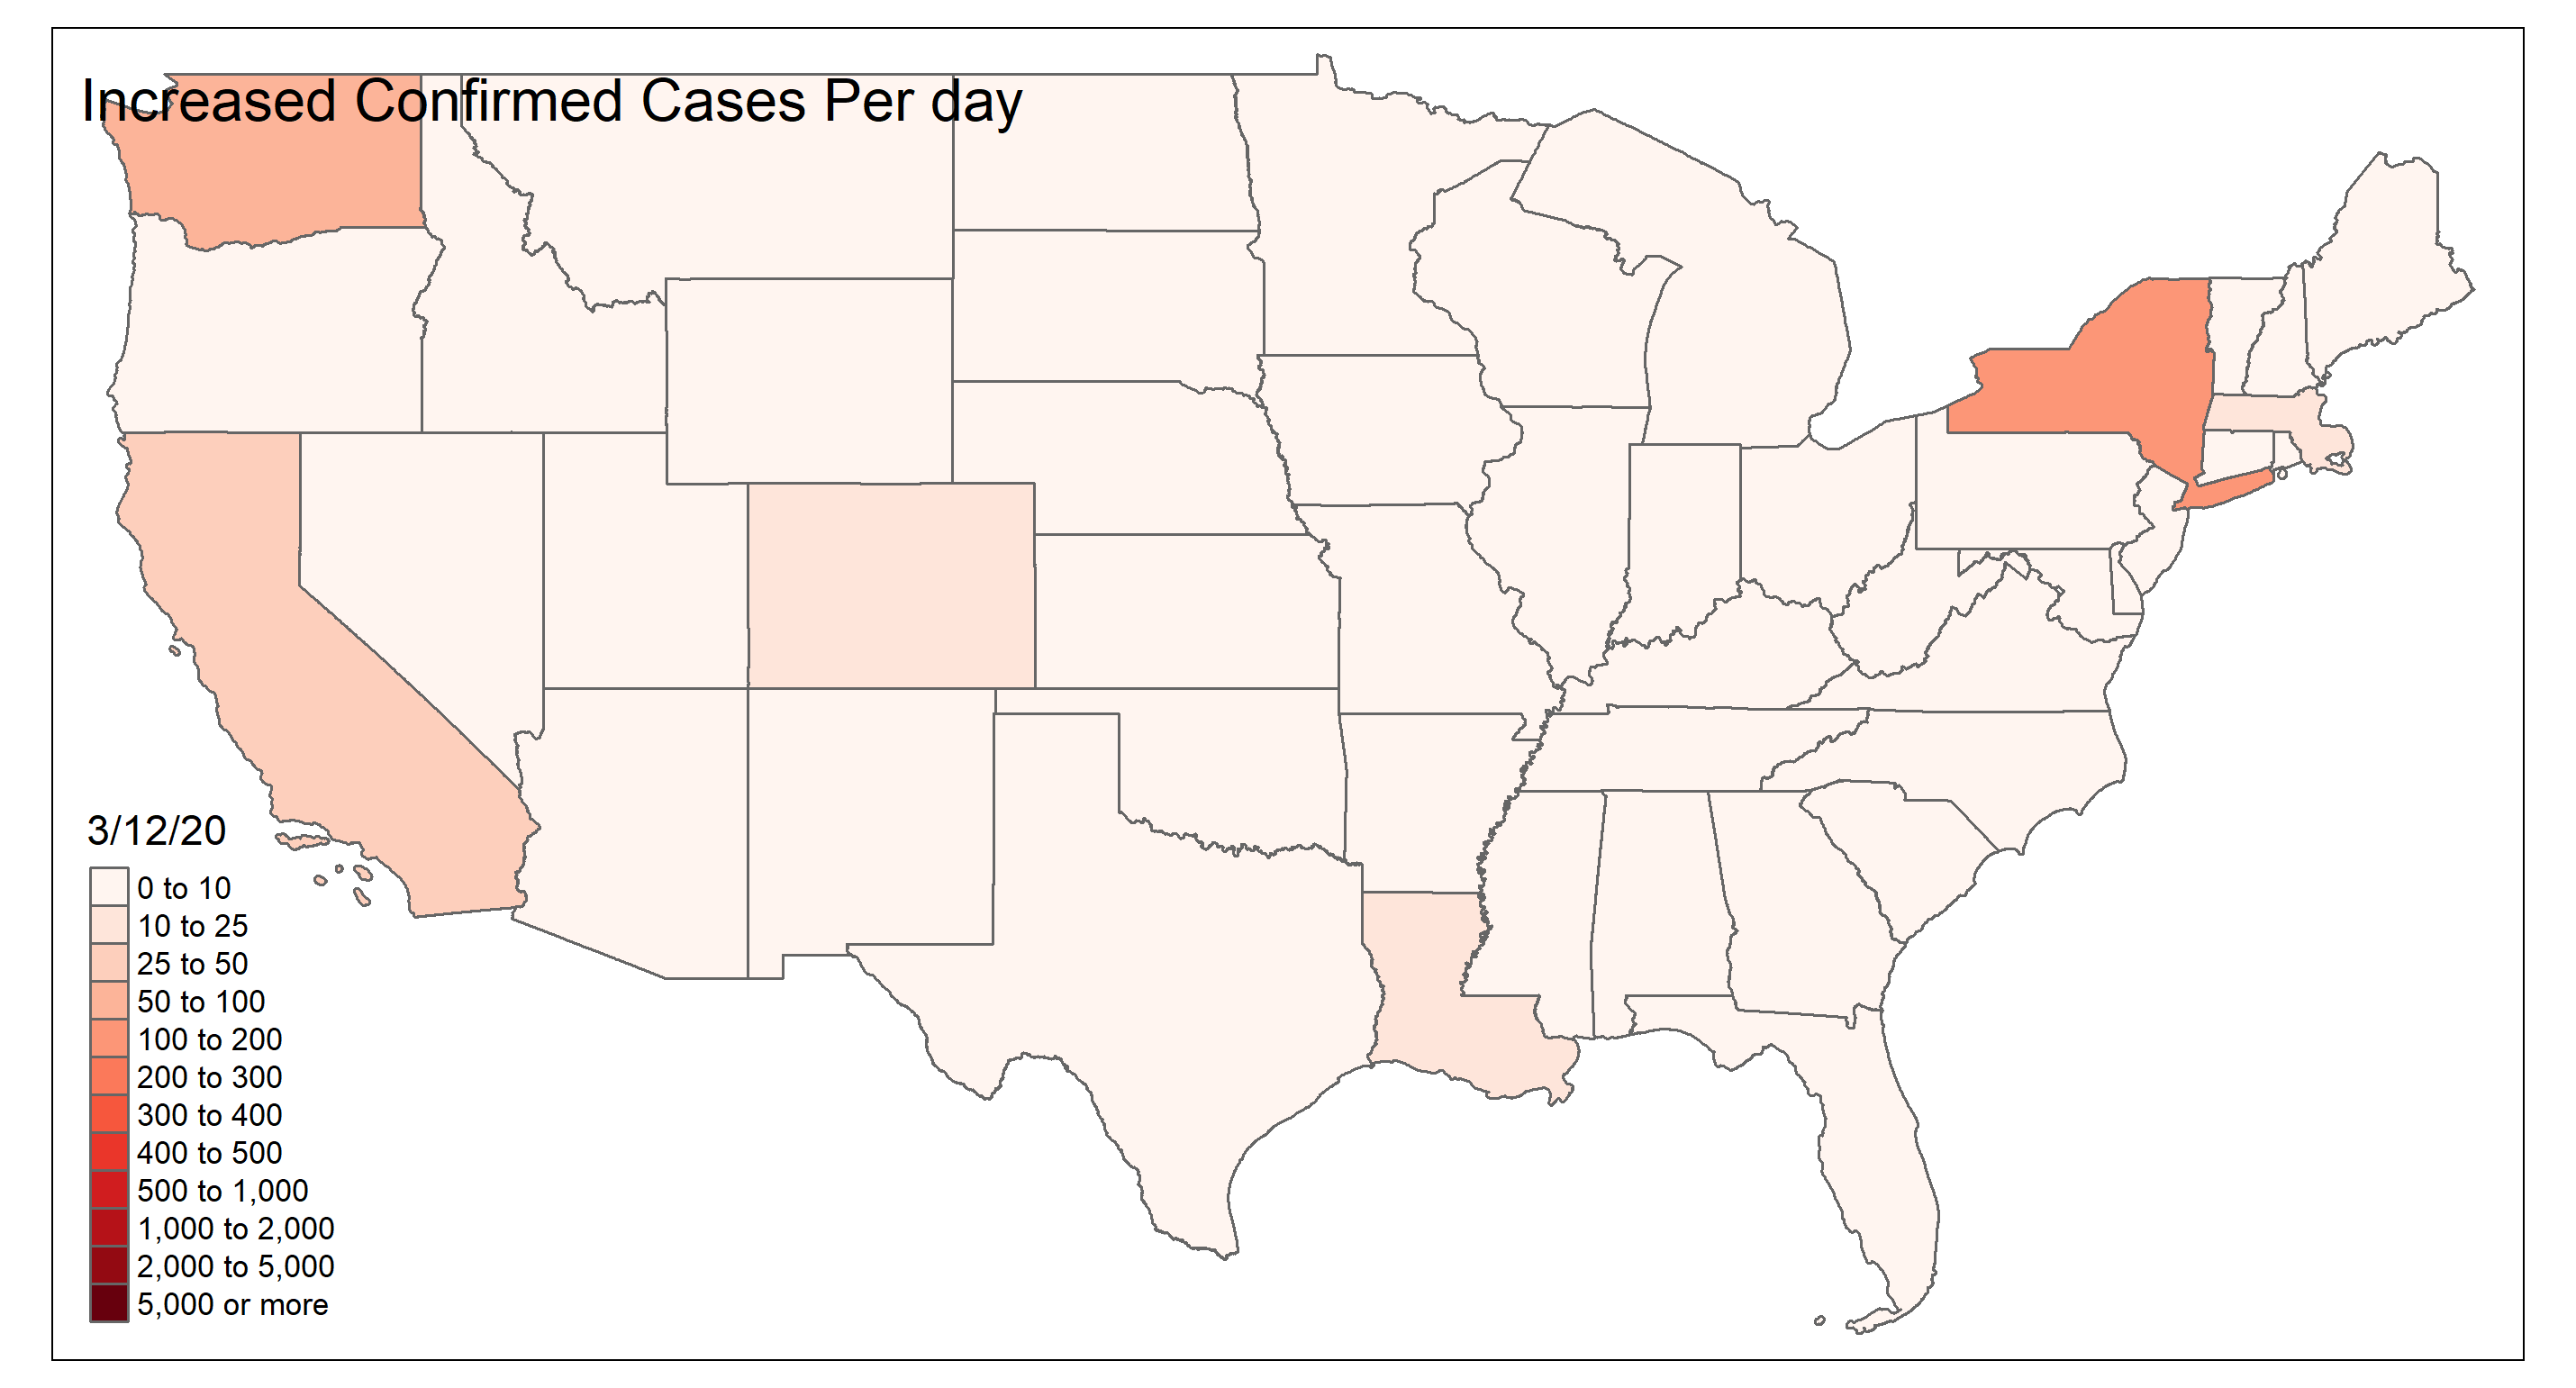 Increased Confirmed Cases Per day
3/12/20
0 to 10
10 to 25
25 to 50
50 to 100
100 to 200
200 to 300
300 to 400
400 to 500
500 to 1,000
1,000 to 2,000
2,000 to 5,000
5,000 or more